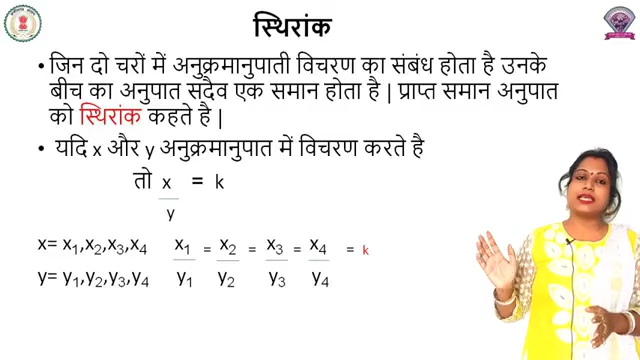 स्थिरांक
• जिन दो चरों में अनुक्रमानुपाती विचरण का संबंध होता है उनके
बीच का अनुपात सदैव एक समान होता है | प्राप्त समान अनुपात
को स्थिरांक कहते है |
• यदि x और y अनुक्रमानुपात में विचरण करते है
तो x/y = k
x= x₁,x₂,x₃,x₄ x₁/y₁ = x₂/y₂ = x₃/y₃ = x₄/y₄ = k
y= y₁,y₂,y₃,y₄